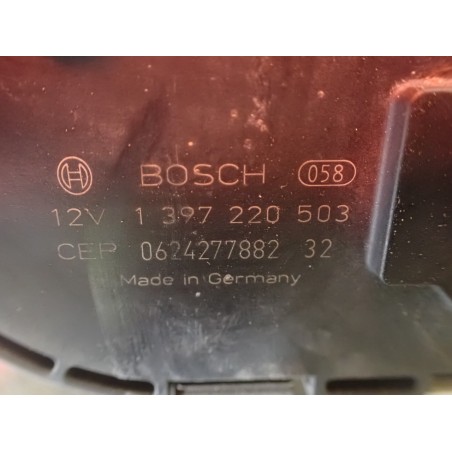 BOSCH 058
12V 1 397 220 503
CEP 0624277882 32
Made in Germany